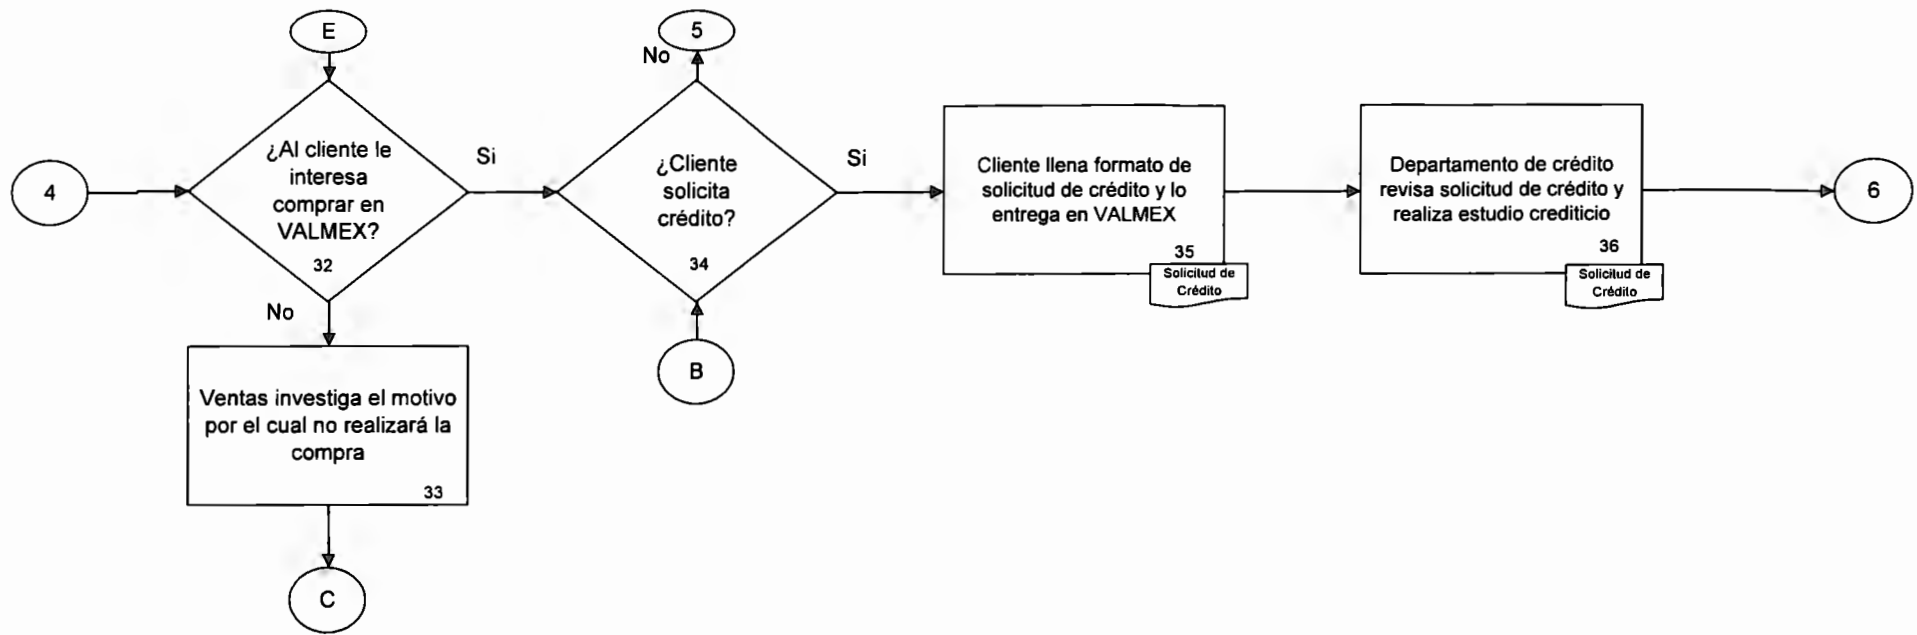 E
5
No
4
¿Al cliente le
interesa
comprar en
VALMEX?
32
Si
¿Cliente
solicita
crédito?
34
Si
Cliente llena formato de
solicitud de crédito y lo
entrega en VALMEX
35
Solicitud de
Crédito
Departamento de crédito
revisa solicitud de crédito y
realiza estudio crediticio
36
Solicitud de
Crédito
6
No
B
Ventas investiga el motivo
por el cual no realizará la
compra
33
C